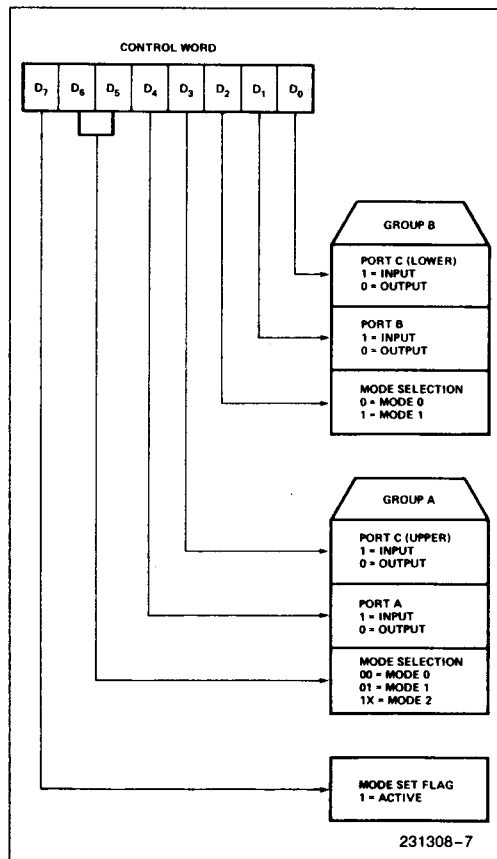 CONTROL WORD
D7 D6 D5 D4 D3 D2 D1 D0
GROUP B
PORT C (LOWER)
1 = INPUT
0 = OUTPUT
PORT B
1 = INPUT
0 = OUTPUT
MODE SELECTION
0 = MODE 0
1 = MODE 1
GROUP A
PORT C (UPPER)
1 = INPUT
0 = OUTPUT
PORT A
1 = INPUT
0 = OUTPUT
MODE SELECTION
00 = MODE 0
01 = MODE 1
1X = MODE 2
MODE SET FLAG
1 = ACTIVE
231308-7